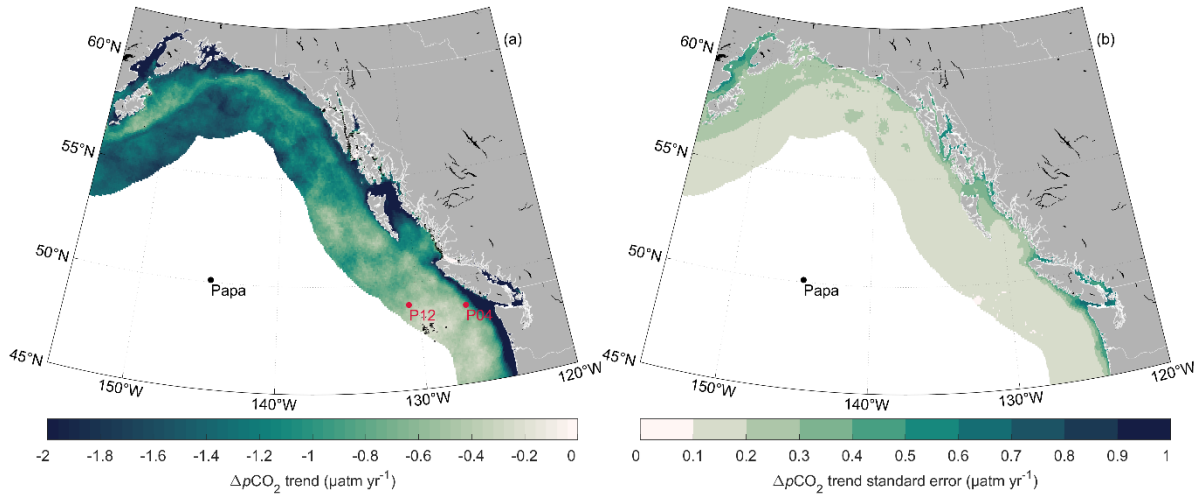 (a)
60°N
55°N
50°N
45°N
Papa
P12
P04
150°W
140°W
130°W
120°W
-2 -1.8 -1.6 -1.4 -1.2 -1 -0.8 -0.6 -0.4 -0.2 0
ΔpCO₂ trend (µatm yr⁻¹)
(b)
60°N
55°N
50°N
45°N
Papa
150°W
140°W
130°W
120°W
0 0.1 0.2 0.3 0.4 0.5 0.6 0.7 0.8 0.9 1
ΔpCO₂ trend standard error (µatm yr⁻¹)